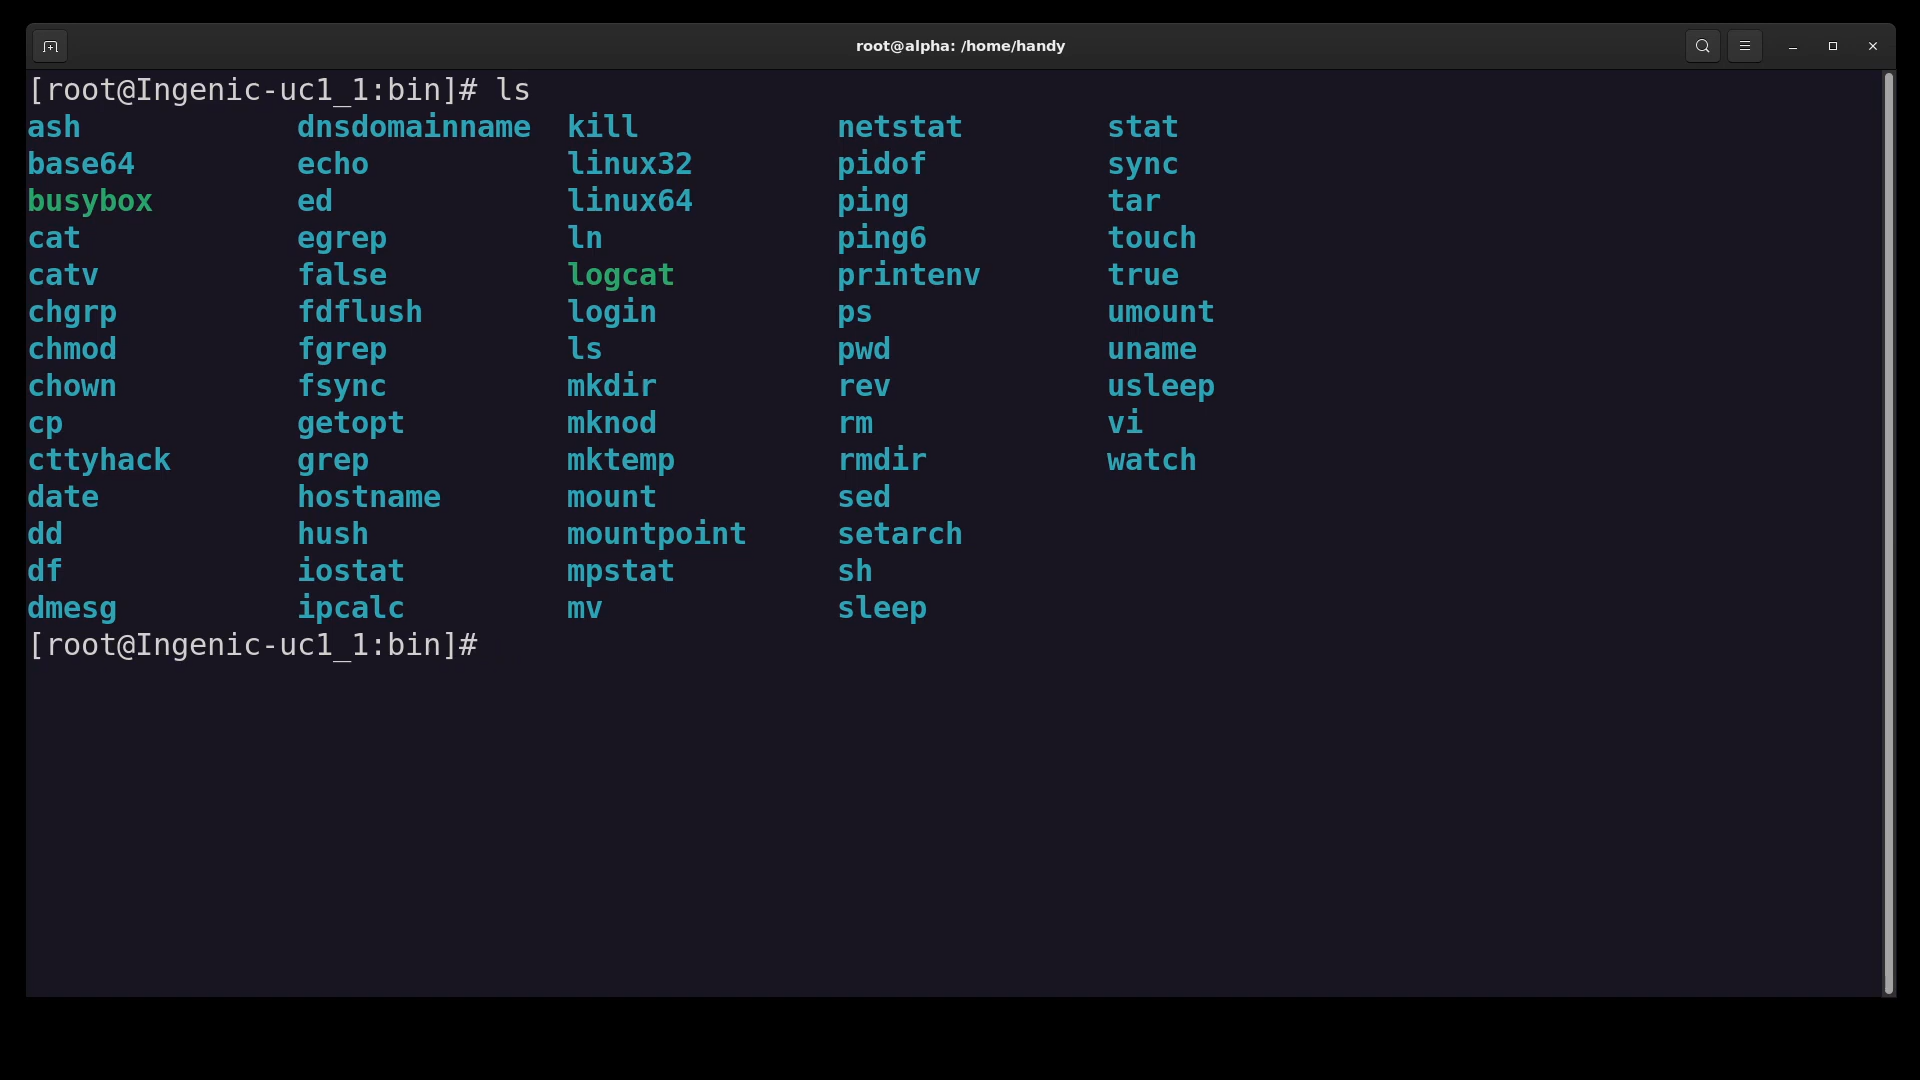 root@alpha: /home/handy
[root@Ingenic-uc1_1:bin]# ls
ash dnsdomainname kill netstat stat
base64 echo linux32 pidof sync
busybox ed linux64 ping tar
cat egrep ln ping6 touch
catv false logcat printenv true
chgrp fdflush login ps umount
chmod fgrep ls pwd uname
chown fsync mkdir rev usleep
cp getopt mknod rm vi
cttyhack grep mktemp rmdir watch
date hostname mount sed
dd hush mountpoint setarch
df iostat mpstat sh
dmesg ipcalc mv sleep
[root@Ingenic-uc1_1:bin]#